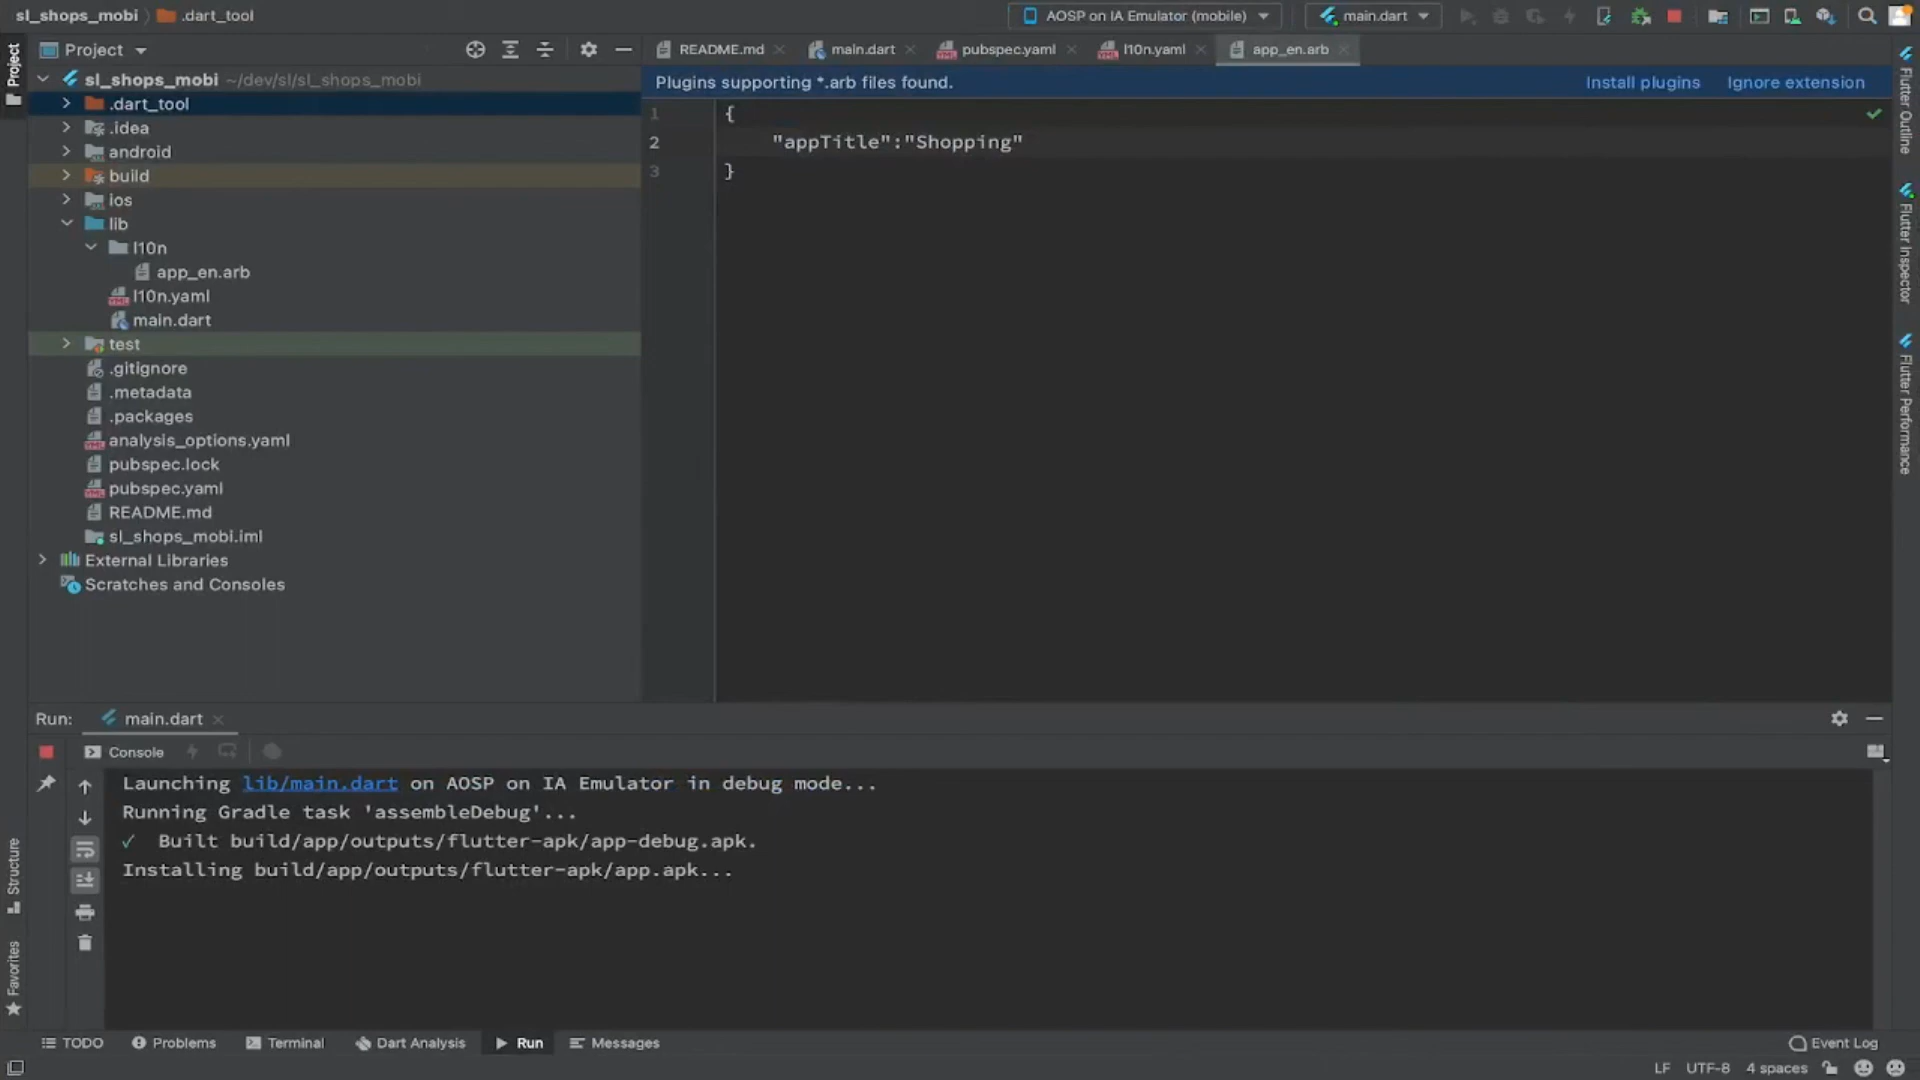 sl_shops_mobi .dart_tool AOSP on IA Emulator (mobile) main.dart
Project
Project README.md main.dart pubspec.yaml l10n.yaml app_en.arb
sl_shops_mobi ~/dev/sl/sl_shops_mobi
.dart_tool
.idea
android
build
ios
lib
l10n
app_en.arb
l10n.yaml
main.dart
test
.gitignore
.metadata
.packages
analysis_options.yaml
pubspec.lock
pubspec.yaml
README.md
sl_shops_mobi.iml
External Libraries
Scratches and Consoles
Plugins supporting *.arb files found. Install plugins Ignore extension
1 {
2 "appTitle":"Shopping"
3 }
Flutter Outline
Flutter Inspector
Flutter Performance
Run: main.dart
Console
Launching lib/main.dart on AOSP on IA Emulator in debug mode...
Running Gradle task 'assembleDebug'...
✓ Built build/app/outputs/flutter-apk/app-debug.apk.
Installing build/app/outputs/flutter-apk/app.apk...
Structure
Favorites
TODO Problems Terminal Dart Analysis Run Messages Event Log
LF UTF-8 4 spaces